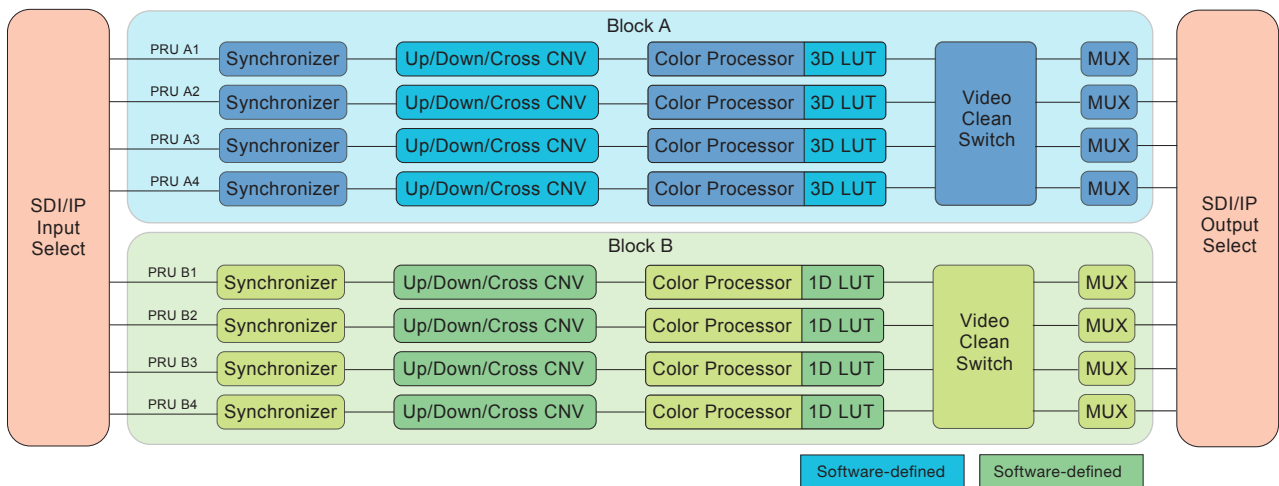 Block A
PRU A1
Synchronizer
Up/Down/Cross CNV
Color Processor
3D LUT
MUX
PRU A2
Synchronizer
Up/Down/Cross CNV
Color Processor
3D LUT
MUX
PRU A3
Synchronizer
Up/Down/Cross CNV
Color Processor
3D LUT
MUX
PRU A4
Synchronizer
Up/Down/Cross CNV
Color Processor
3D LUT
MUX
Video
Clean
Switch
SDI/IP
Input
Select
SDI/IP
Output
Select
Block B
PRU B1
Synchronizer
Up/Down/Cross CNV
Color Processor
1D LUT
MUX
PRU B2
Synchronizer
Up/Down/Cross CNV
Color Processor
1D LUT
MUX
PRU B3
Synchronizer
Up/Down/Cross CNV
Color Processor
1D LUT
MUX
PRU B4
Synchronizer
Up/Down/Cross CNV
Color Processor
1D LUT
MUX
Video
Clean
Switch
Software-defined
Software-defined